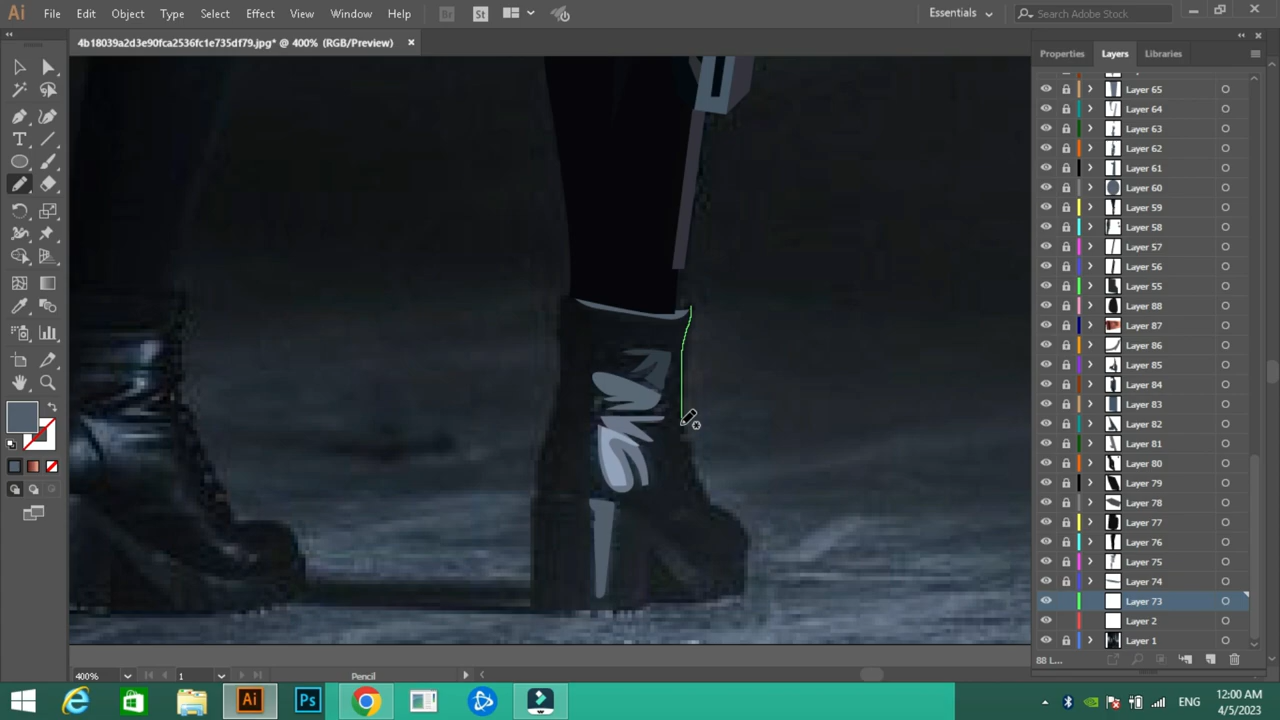 Ai File Edit Object Type Select Effect View Window Help Br St Essentials Search Adobe Stock
4b18039a2d3e90fca2536fc1e735df79.jpg* @ 400% (RGB/Preview)
Properties Layers Libraries
Layer 65
Layer 64
Layer 63
Layer 62
Layer 61
Layer 60
Layer 59
Layer 58
Layer 57
Layer 56
Layer 55
Layer 88
Layer 87
Layer 86
Layer 85
Layer 84
Layer 83
Layer 82
Layer 81
Layer 80
Layer 79
Layer 78
Layer 77
Layer 76
Layer 75
Layer 74
Layer 73
Layer 2
Layer 1
88 L...
400% 1 Pencil
Ai Ps ENG 12:00 AM
4/5/2023